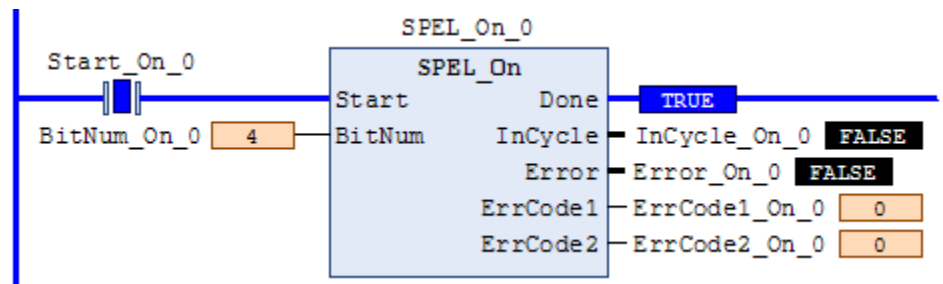 SPEL_On_0
Start_On_0
SPEL_On
Start Done TRUE
BitNum_On_0 4 BitNum InCycle InCycle_On_0 FALSE
Error Error_On_0 FALSE
ErrCode1 ErrCode1_On_0 0
ErrCode2 ErrCode2_On_0 0